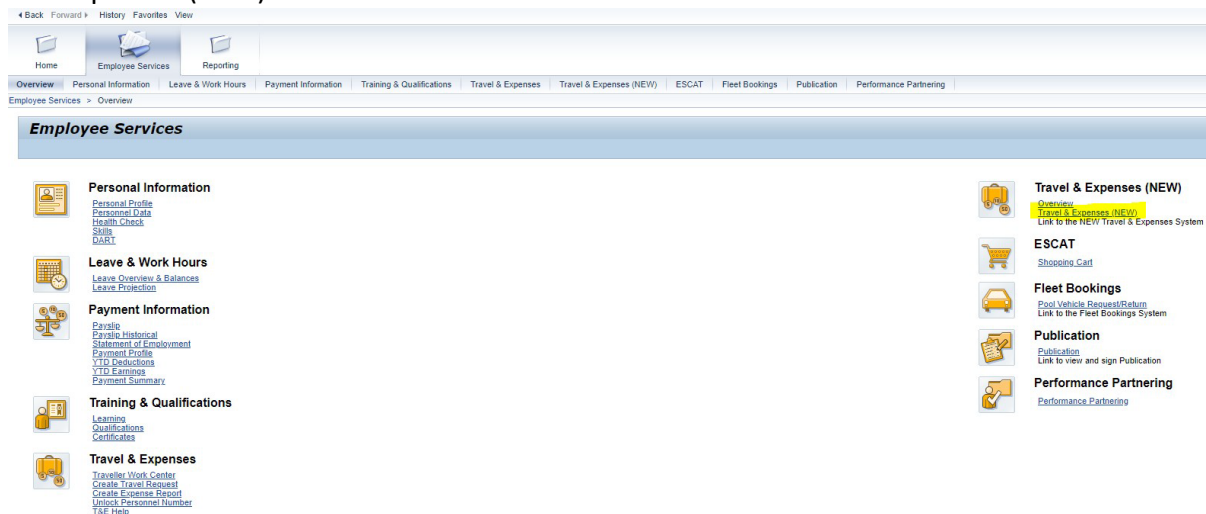 Back Forward History Favorites View
Home Employee Services Reporting
Overview Personal Information Leave & Work Hours Payment Information Training & Qualifications Travel & Expenses Travel & Expenses (NEW) ESCAT Fleet Bookings Publication Performance Partnering
Employee Services > Overview
Employee Services
Personal Information
Personal Profile
Personnel Data
Health Check
Skills
DART
Leave & Work Hours
Leave Overview & Balances
Leave Projection
Payment Information
Payslip
Payslip Historical
Statement of Employment
Payment Profile
YTD Deductions
YTD Earnings
Payment Summary
Training & Qualifications
Learning
Qualifications
Certificates
Travel & Expenses
Traveller Work Center
Create Travel Request
Create Expense Report
Unlock Personnel Number
T&E Help
Travel & Expenses (NEW)
Overview
Travel & Expenses (NEW)
Link to the NEW Travel & Expenses System
ESCAT
Shopping Cart
Fleet Bookings
Pool Vehicle Request/Return
Link to the Fleet Bookings System
Publication
Publication
Link to view and sign Publication
Performance Partnering
Performance Partnering